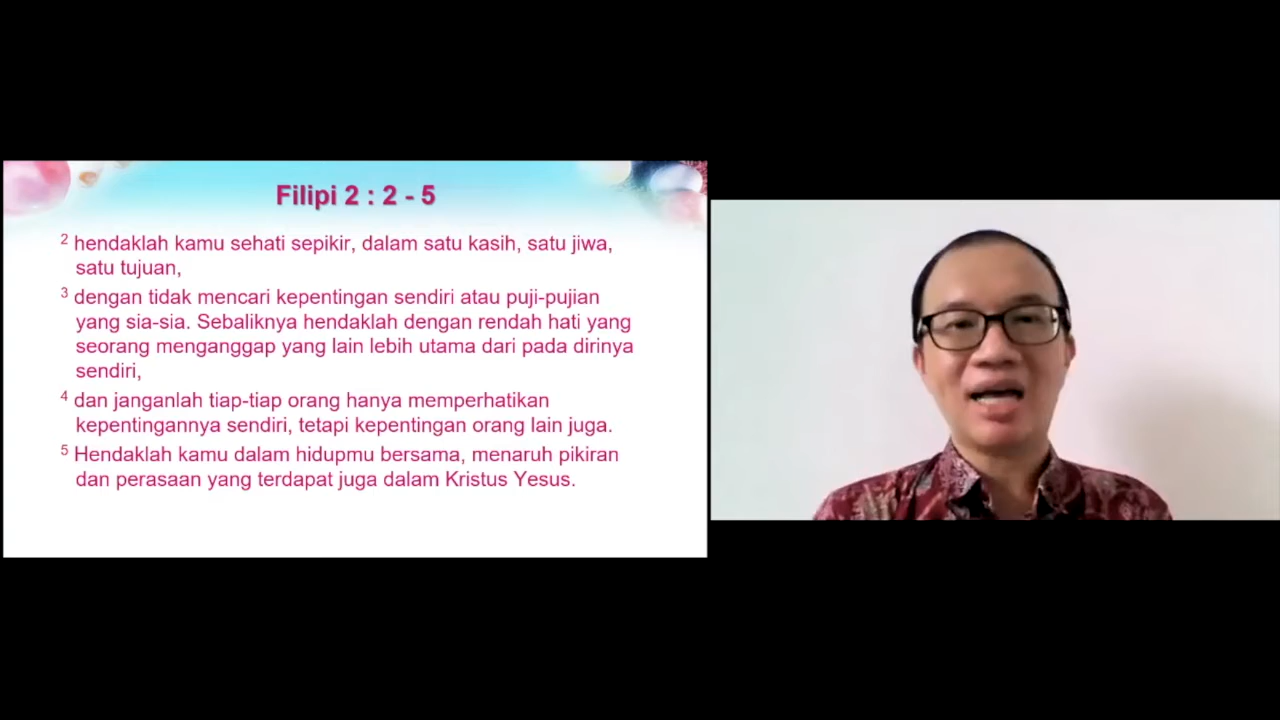 Filipi 2 : 2 - 5
2 hendaklah kamu sehati sepikir, dalam satu kasih, satu jiwa,
satu tujuan,
3 dengan tidak mencari kepentingan sendiri atau puji-pujian
yang sia-sia. Sebaliknya hendaklah dengan rendah hati yang
seorang menganggap yang lain lebih utama dari pada dirinya
sendiri,
4 dan janganlah tiap-tiap orang hanya memperhatikan
kepentingannya sendiri, tetapi kepentingan orang lain juga.
5 Hendaklah kamu dalam hidupmu bersama, menaruh pikiran
dan perasaan yang terdapat juga dalam Kristus Yesus.